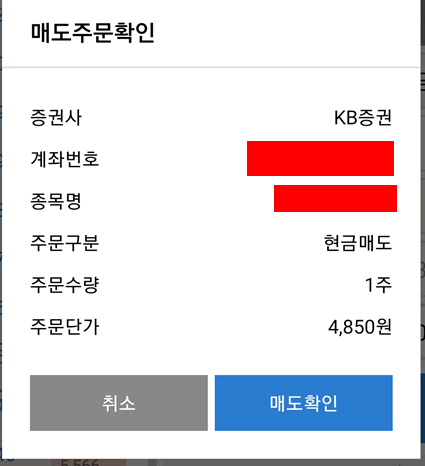 매도주문확인
증권사 KB증권
계좌번호
종목명
주문구분 현금매도
주문수량 1주
주문단가 4,850원
취소 매도확인